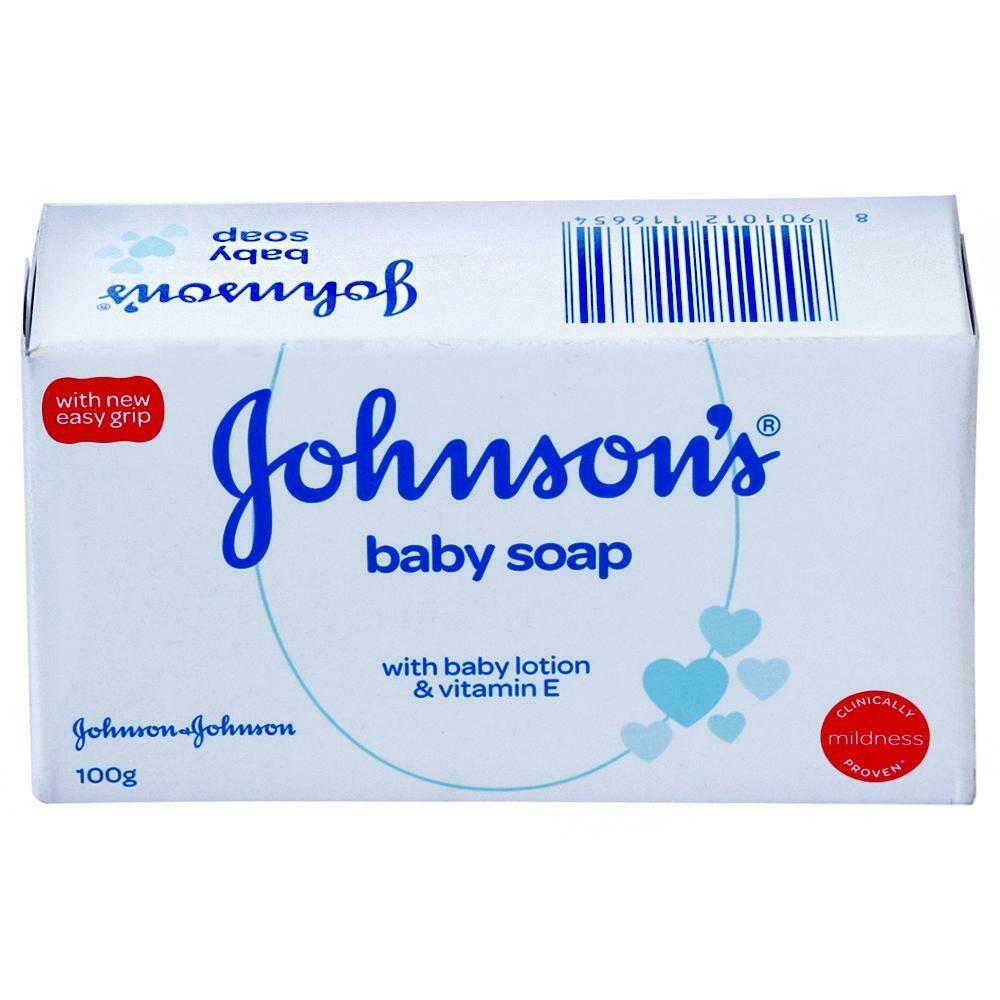 Johnson's®
baby
soap
8 901012 116654
with new
easy grip
Johnson's®
baby soap
with baby lotion
& vitamin E
Johnson & Johnson
100g
CLINICALLY
mildness
PROVEN*